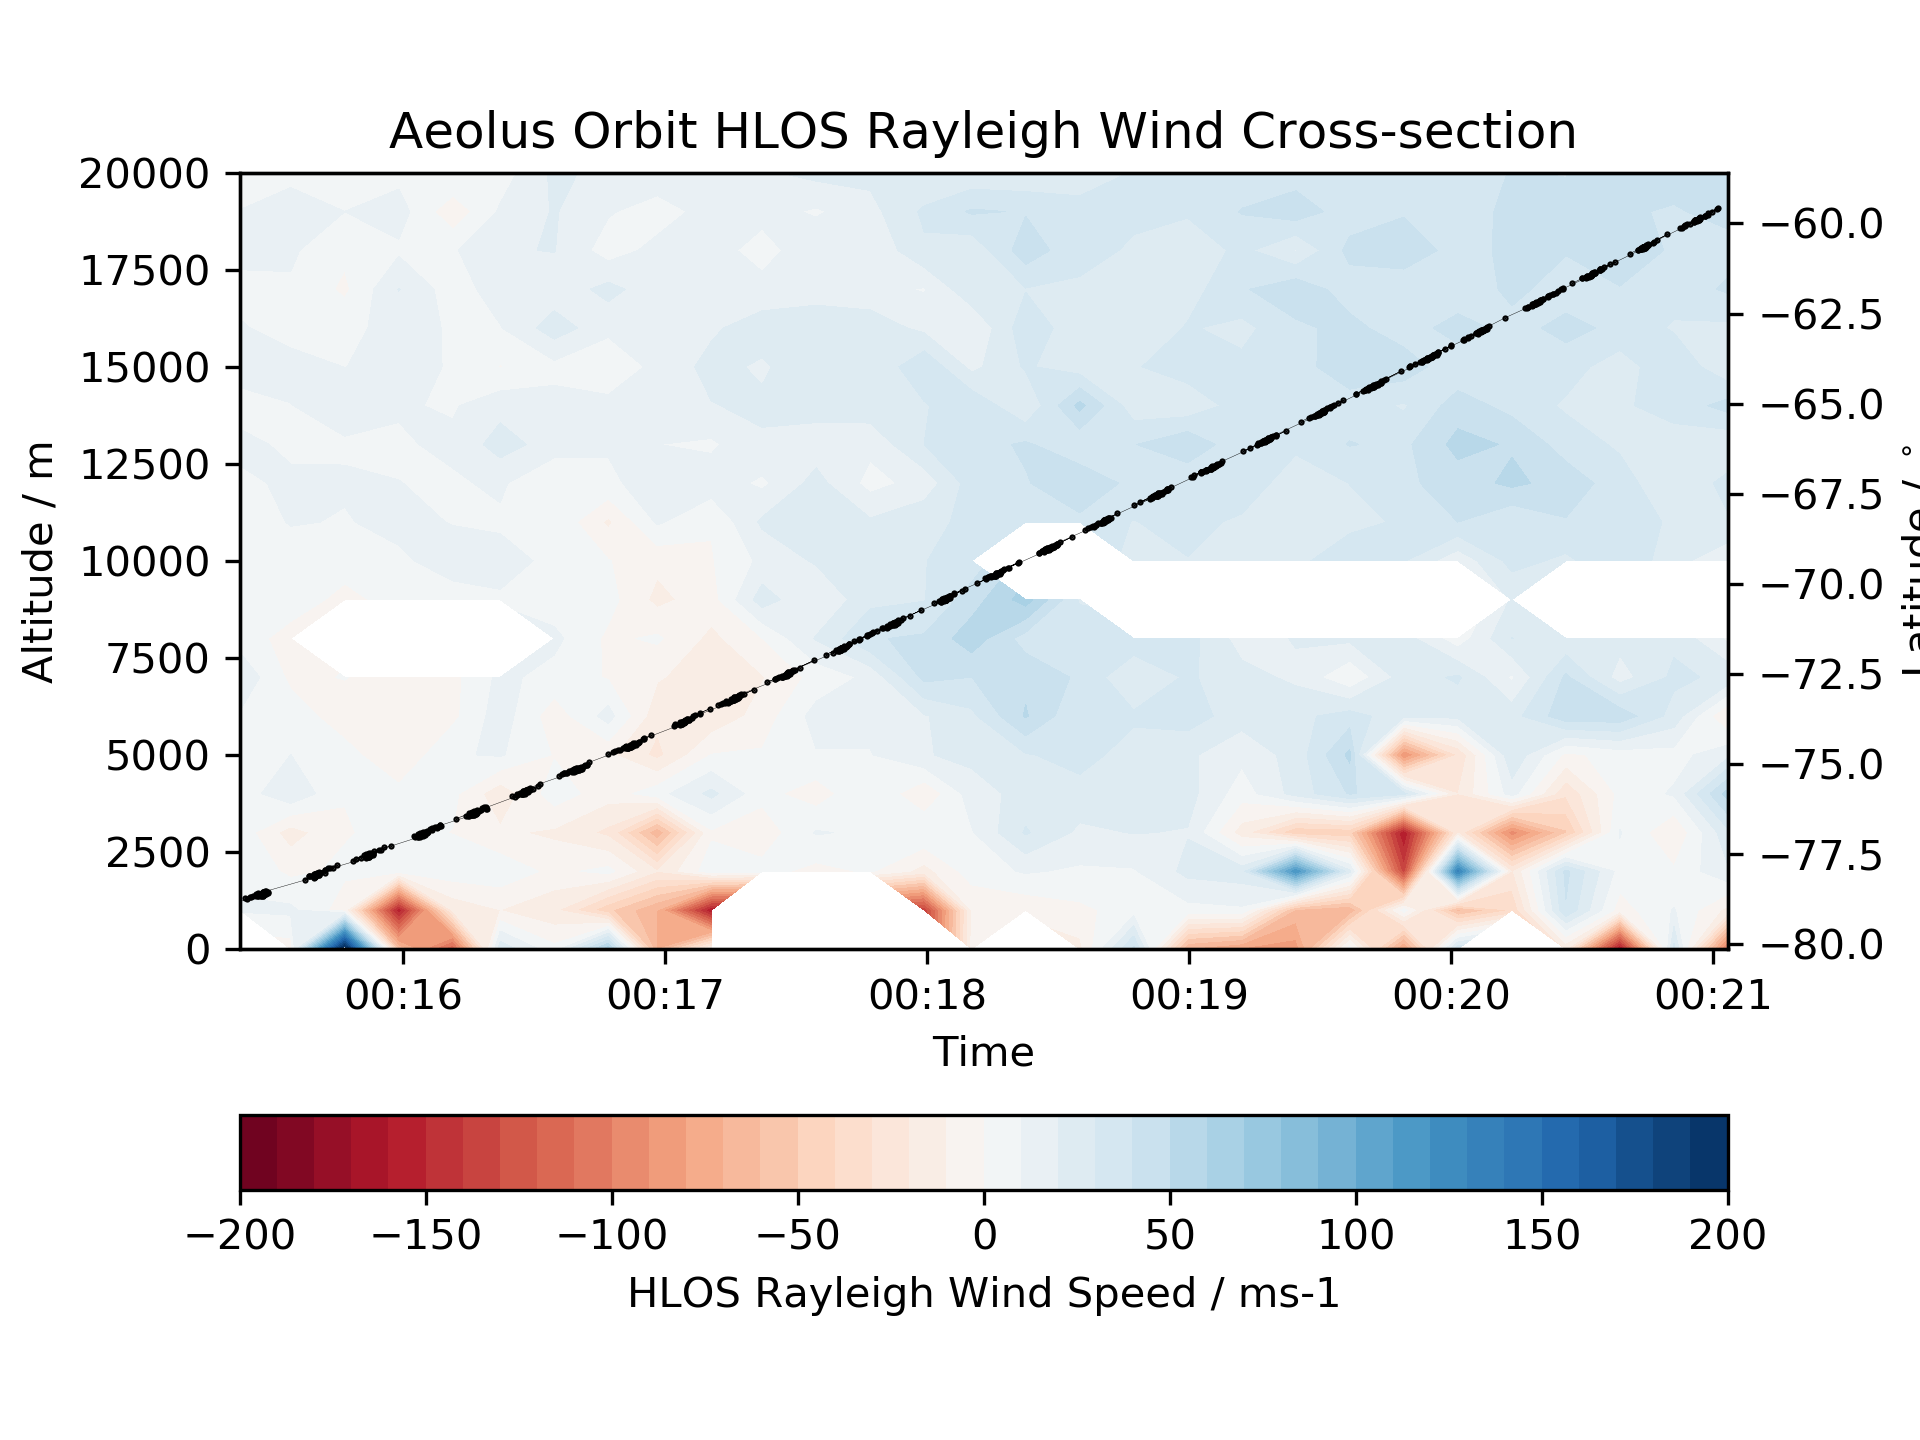 Aeolus Orbit HLOS Rayleigh Wind Cross-section
20000
17500
15000
12500
10000
7500
5000
2500
0
Altitude / m
−60.0
−62.5
−65.0
−67.5
−70.0
−72.5
−75.0
−77.5
−80.0
Latitude / °
00:16 00:17 00:18 00:19 00:20 00:21
Time
−200 −150 −100 −50 0 50 100 150 200
HLOS Rayleigh Wind Speed / ms-1